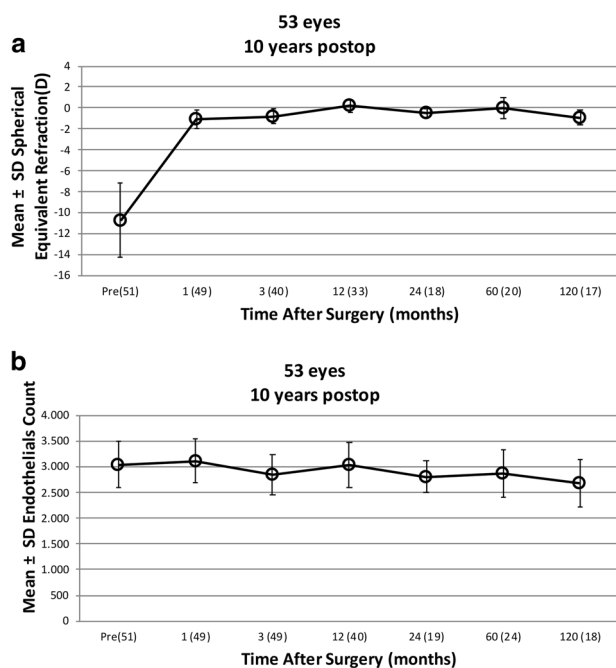 a
53 eyes
10 years postop
Mean ± SD Spherical
Equivalent Refraction(D)
4
2
0
-2
-4
-6
-8
-10
-12
-14
-16
Pre(51) 1 (49) 3 (40) 12 (33) 24 (18) 60 (20) 120 (17)
Time After Surgery (months)
b
53 eyes
10 years postop
Mean ± SD Endothelials Count
4.000
3.500
3.000
2.500
2.000
1.500
1.000
500
0
Pre(51) 1 (49) 3 (49) 12 (40) 24 (19) 60 (24) 120 (18)
Time After Surgery (months)